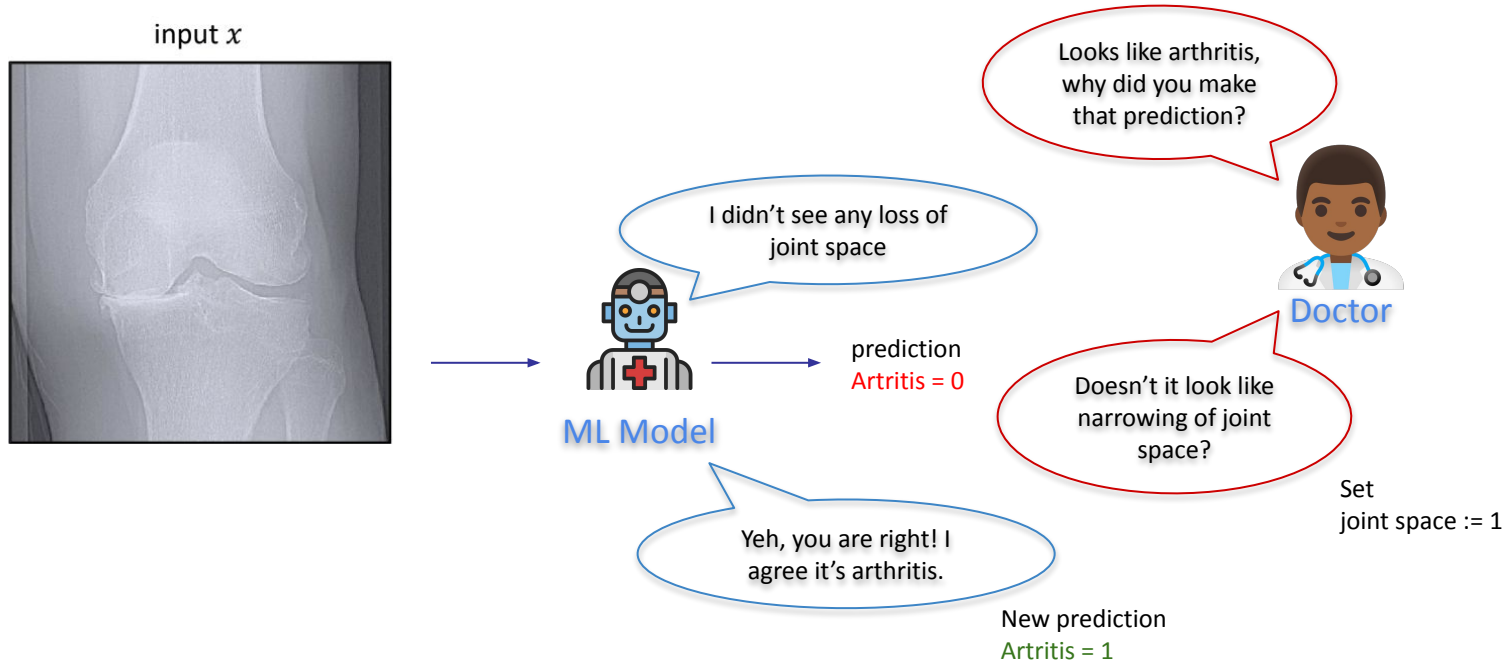 input x
Looks like arthritis,
why did you make
that prediction?
I didn’t see any loss of
joint space
Doctor
prediction
Artritis = 0
ML Model
Doesn’t it look like
narrowing of joint
space?
Set
joint space := 1
Yeh, you are right! I
agree it’s arthritis.
New prediction
Artritis = 1